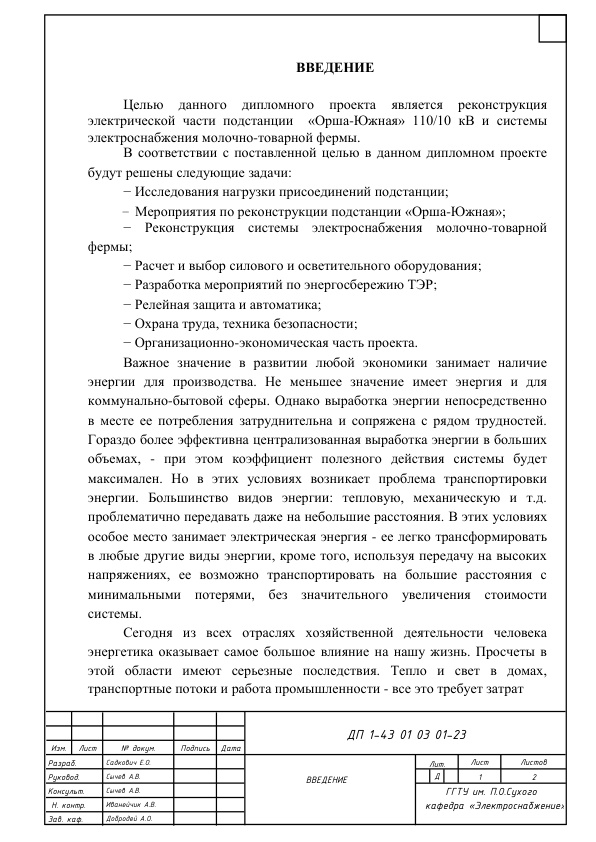 ВВЕДЕНИЕ
Целью данного дипломного проекта является реконструкция
электрической части подстанции «Орша-Южная» 110/10 кВ и системы
электроснабжения молочно-товарной фермы.
В соответствии с поставленной целью в данном дипломном проекте
будут решены следующие задачи:
− Исследования нагрузки присоединений подстанции;
– Мероприятия по реконструкции подстанции «Орша-Южная»;
− Реконструкция системы электроснабжения молочно-товарной
фермы;
− Расчет и выбор силового и осветительного оборудования;
− Разработка мероприятий по энергосбережию ТЭР;
− Релейная защита и автоматика;
− Охрана труда, техника безопасности;
− Организационно-экономическая часть проекта.
Важное значение в развитии любой экономики занимает наличие
энергии для производства. Не меньшее значение имеет энергия и для
коммунально-бытовой сферы. Однако выработка энергии непосредственно
в месте ее потребления затруднительна и сопряжена с рядом трудностей.
Гораздо более эффективна централизованная выработка энергии в больших
объемах, - при этом коэффициент полезного действия системы будет
максимален. Но в этих условиях возникает проблема транспортировки
энергии. Большинство видов энергии: тепловую, механическую и т.д.
проблематично передавать даже на небольшие расстояния. В этих условиях
особое место занимает электрическая энергия - ее легко трансформировать
в любые другие виды энергии, кроме того, используя передачу на высоких
напряжениях, ее возможно транспортировать на большие расстояния с
минимальными потерями, без значительного увеличения стоимости
системы.
Сегодня из всех отраслях хозяйственной деятельности человека
энергетика оказывает самое большое влияние на нашу жизнь. Просчеты в
этой области имеют серьезные последствия. Тепло и свет в домах,
транспортные потоки и работа промышленности - все это требует затрат
ДП 1-43 01 03 01-23
Изм. Лист № докум. Подпись Дата
Разраб. Садкович Е.О.
Руковод. Сычев А.В.
Консульт. Сычев А.В.
Н. контр. Иванейчик А.В.
Зав. каф. Добродей А.О.
ВВЕДЕНИЕ
Лит. Лист Листов
Д 1 2
ГГТУ им. П.О.Сухого
кафедра «Электроснабжение»